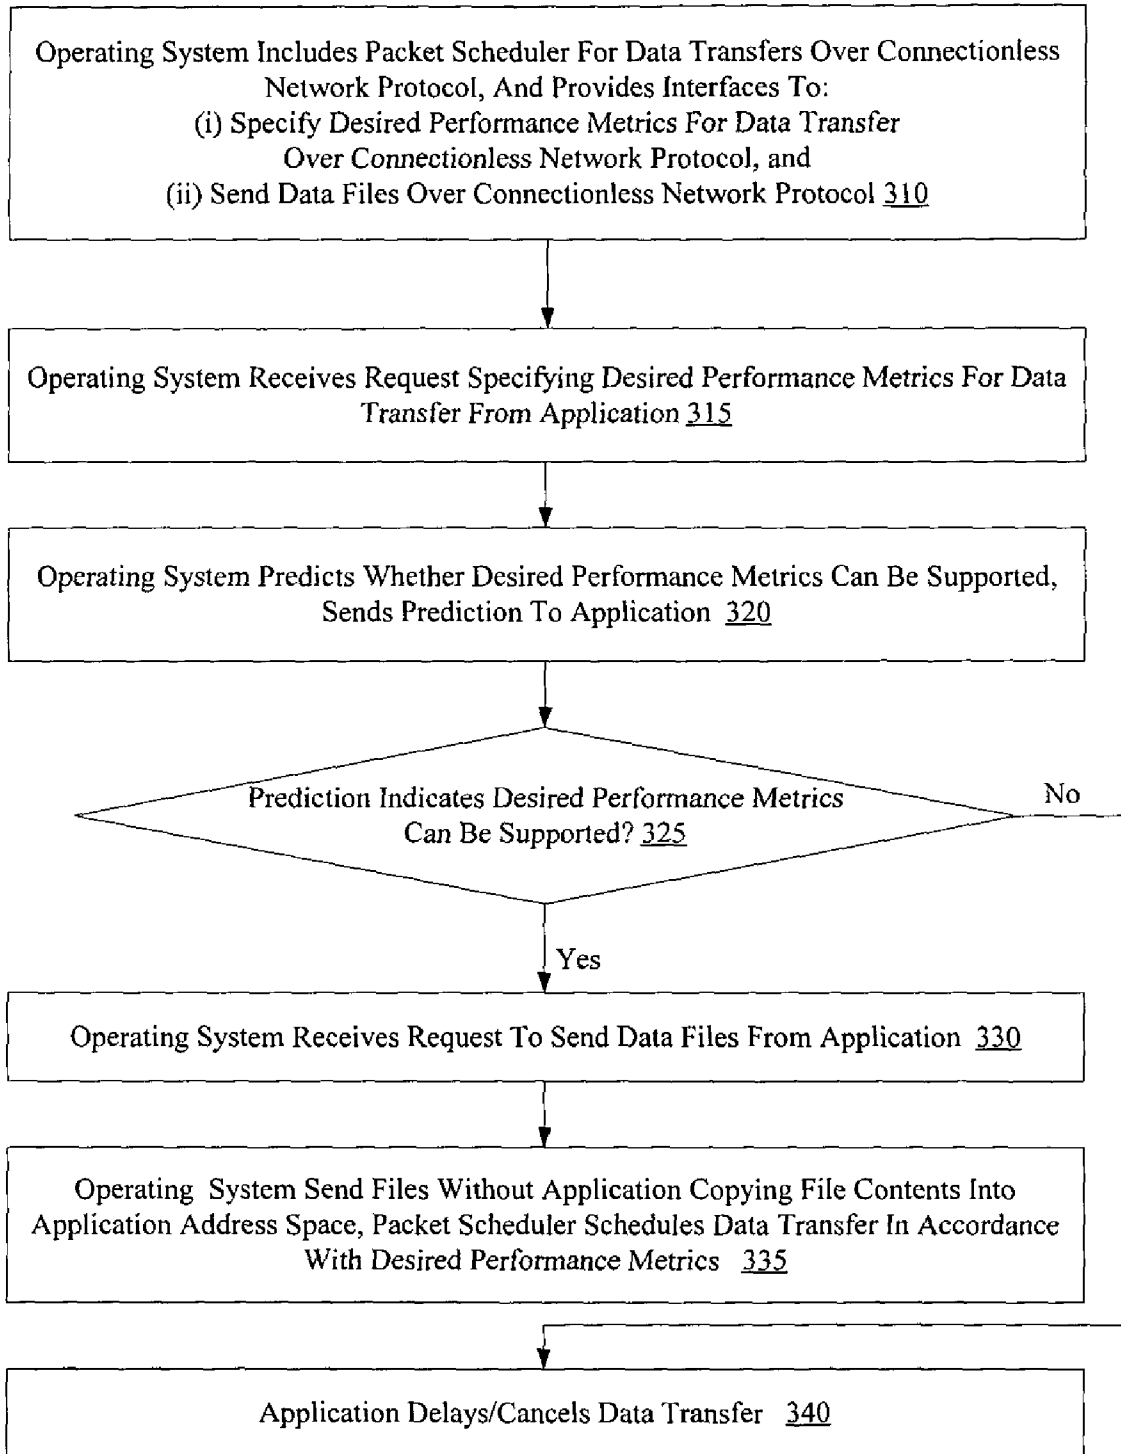 Operating System Includes Packet Scheduler For Data Transfers Over Connectionless
Network Protocol, And Provides Interfaces To:
(i) Specify Desired Performance Metrics For Data Transfer
Over Connectionless Network Protocol, and
(ii) Send Data Files Over Connectionless Network Protocol 310
Operating System Receives Request Specifying Desired Performance Metrics For Data
Transfer From Application 315
Operating System Predicts Whether Desired Performance Metrics Can Be Supported,
Sends Prediction To Application 320
Prediction Indicates Desired Performance Metrics
Can Be Supported? 325
No
Yes
Operating System Receives Request To Send Data Files From Application 330
Operating System Send Files Without Application Copying File Contents Into
Application Address Space, Packet Scheduler Schedules Data Transfer In Accordance
With Desired Performance Metrics 335
Application Delays/Cancels Data Transfer 340